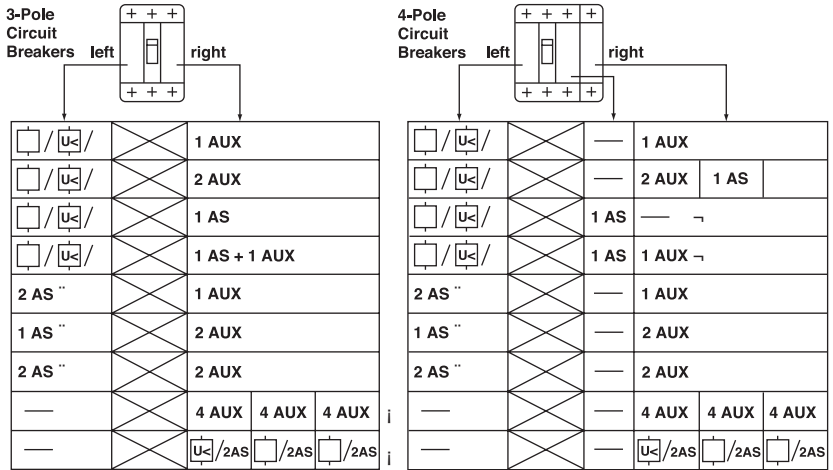 3-Pole
Circuit
Breakers left right
+ + +
+ + +
U< 1 AUX
U< 2 AUX
U< 1 AS
U< 1 AS + 1 AUX
2 AS ¨ 1 AUX
1 AS ¨ 2 AUX
2 AS ¨ 2 AUX
— 4 AUX 4 AUX 4 AUX ¡
— U< /2AS /2AS /2AS ¡
4-Pole
Circuit
Breakers left right
+ + + +
+ + + +
U< — 1 AUX
U< — 2 AUX 1 AS
U< 1 AS — ¬
U< 1 AS 1 AUX ¬
2 AS ¨ — 1 AUX
1 AS ¨ — 2 AUX
2 AS ¨ — 2 AUX
— — 4 AUX 4 AUX 4 AUX
— — U< /2AS /2AS /2AS